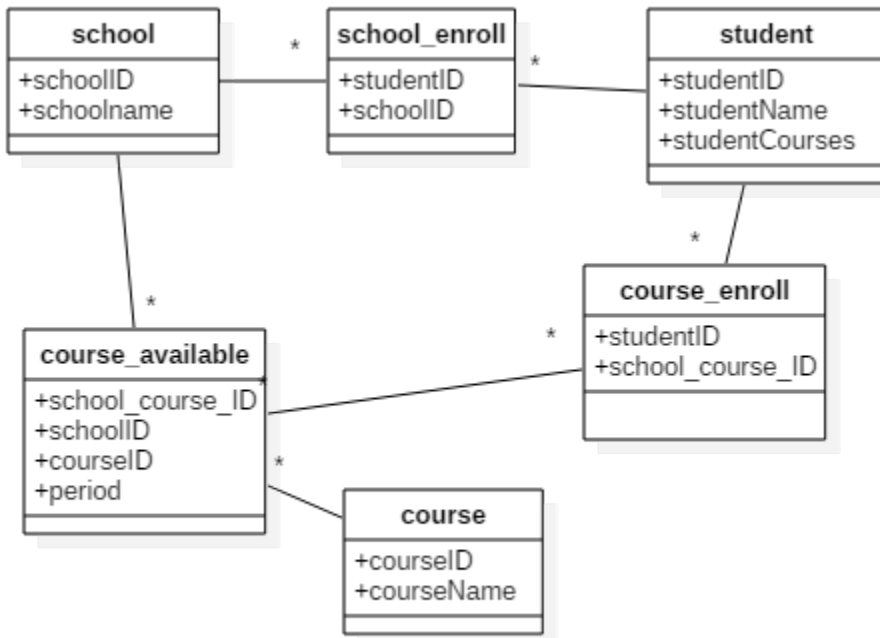 school
+schoolID
+schoolname
*
school_enroll
+studentID
+schoolID
*
student
+studentID
+studentName
+studentCourses
*
course_enroll
+studentID
+school_course_ID
*
*
course_available
+school_course_ID
*
+schoolID
+courseID
+period
*
course
+courseID
+courseName